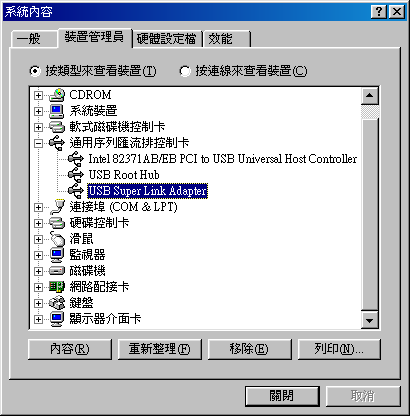 系統內容
一般 裝置管理員 硬體設定檔 效能
按類型來查看裝置(T) 按連線來查看裝置(C)
CDROM
系統裝置
軟式磁碟機控制卡
通用序列匯流排控制卡
Intel 82371AB/EB PCI to USB Universal Host Controller
USB Root Hub
USB Super Link Adapter
連接埠 (COM & LPT)
硬碟控制卡
滑鼠
監視器
磁碟機
網路配接卡
鍵盤
顯示器介面卡
內容(R) 重新整理(F) 移除(E) 列印(N)...
關閉 取消